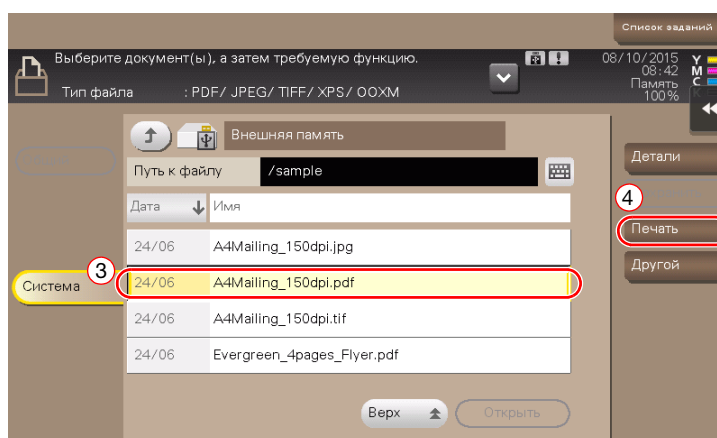 Список заданий
Выберите документ(ы), а затем требуемую функцию.
Тип файла : PDF/ JPEG/ TIFF/ XPS/ OOXM
08/10/2015
08:42
Память
100%
Y
M
C
K
Внешняя память
Путь к файлу /sample
Детали
Дата Имя
4
Печать
24/06 A4Mailing_150dpi.jpg
Другой
3
Система
24/06 A4Mailing_150dpi.pdf
24/06 A4Mailing_150dpi.tif
24/06 Evergreen_4pages_Flyer.pdf
Верх
Открыть